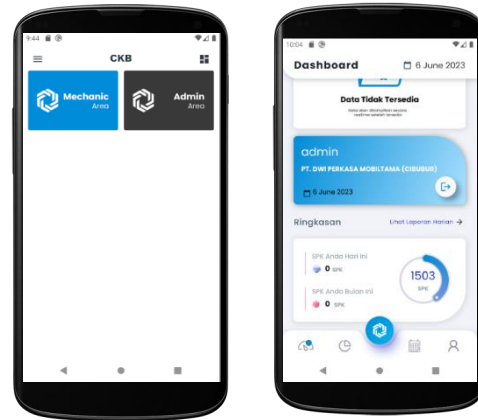 9:44
CKB
Mechanic
Area
Admin
Area
10:04
Dashboard
6 June 2023
Data Tidak Tersedia
admin
PT. DWI PERKASA MOBILTAMA (CIBUBUR)
6 June 2023
Ringkasan
Lihat Laporan Harian →
SPK Anda Hari Ini
0 SPK
SPK Anda Bulan Ini
0 SPK
1503
SPK